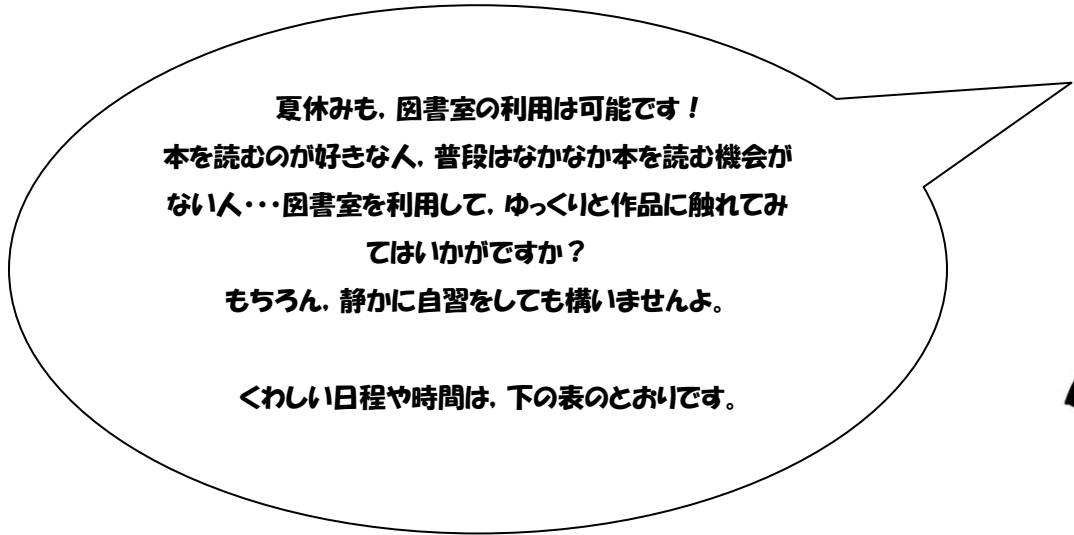 夏休みも，図書室の利用は可能です！
本を読むのが好きな人，普段はなかなか本を読む機会が
ない人・・・図書室を利用して，ゆっくりと作品に触れてみ
てはいかがですか？
もちろん，静かに自習をしても構いませんよ。
くわしい日程や時間は，下の表のとおりです。